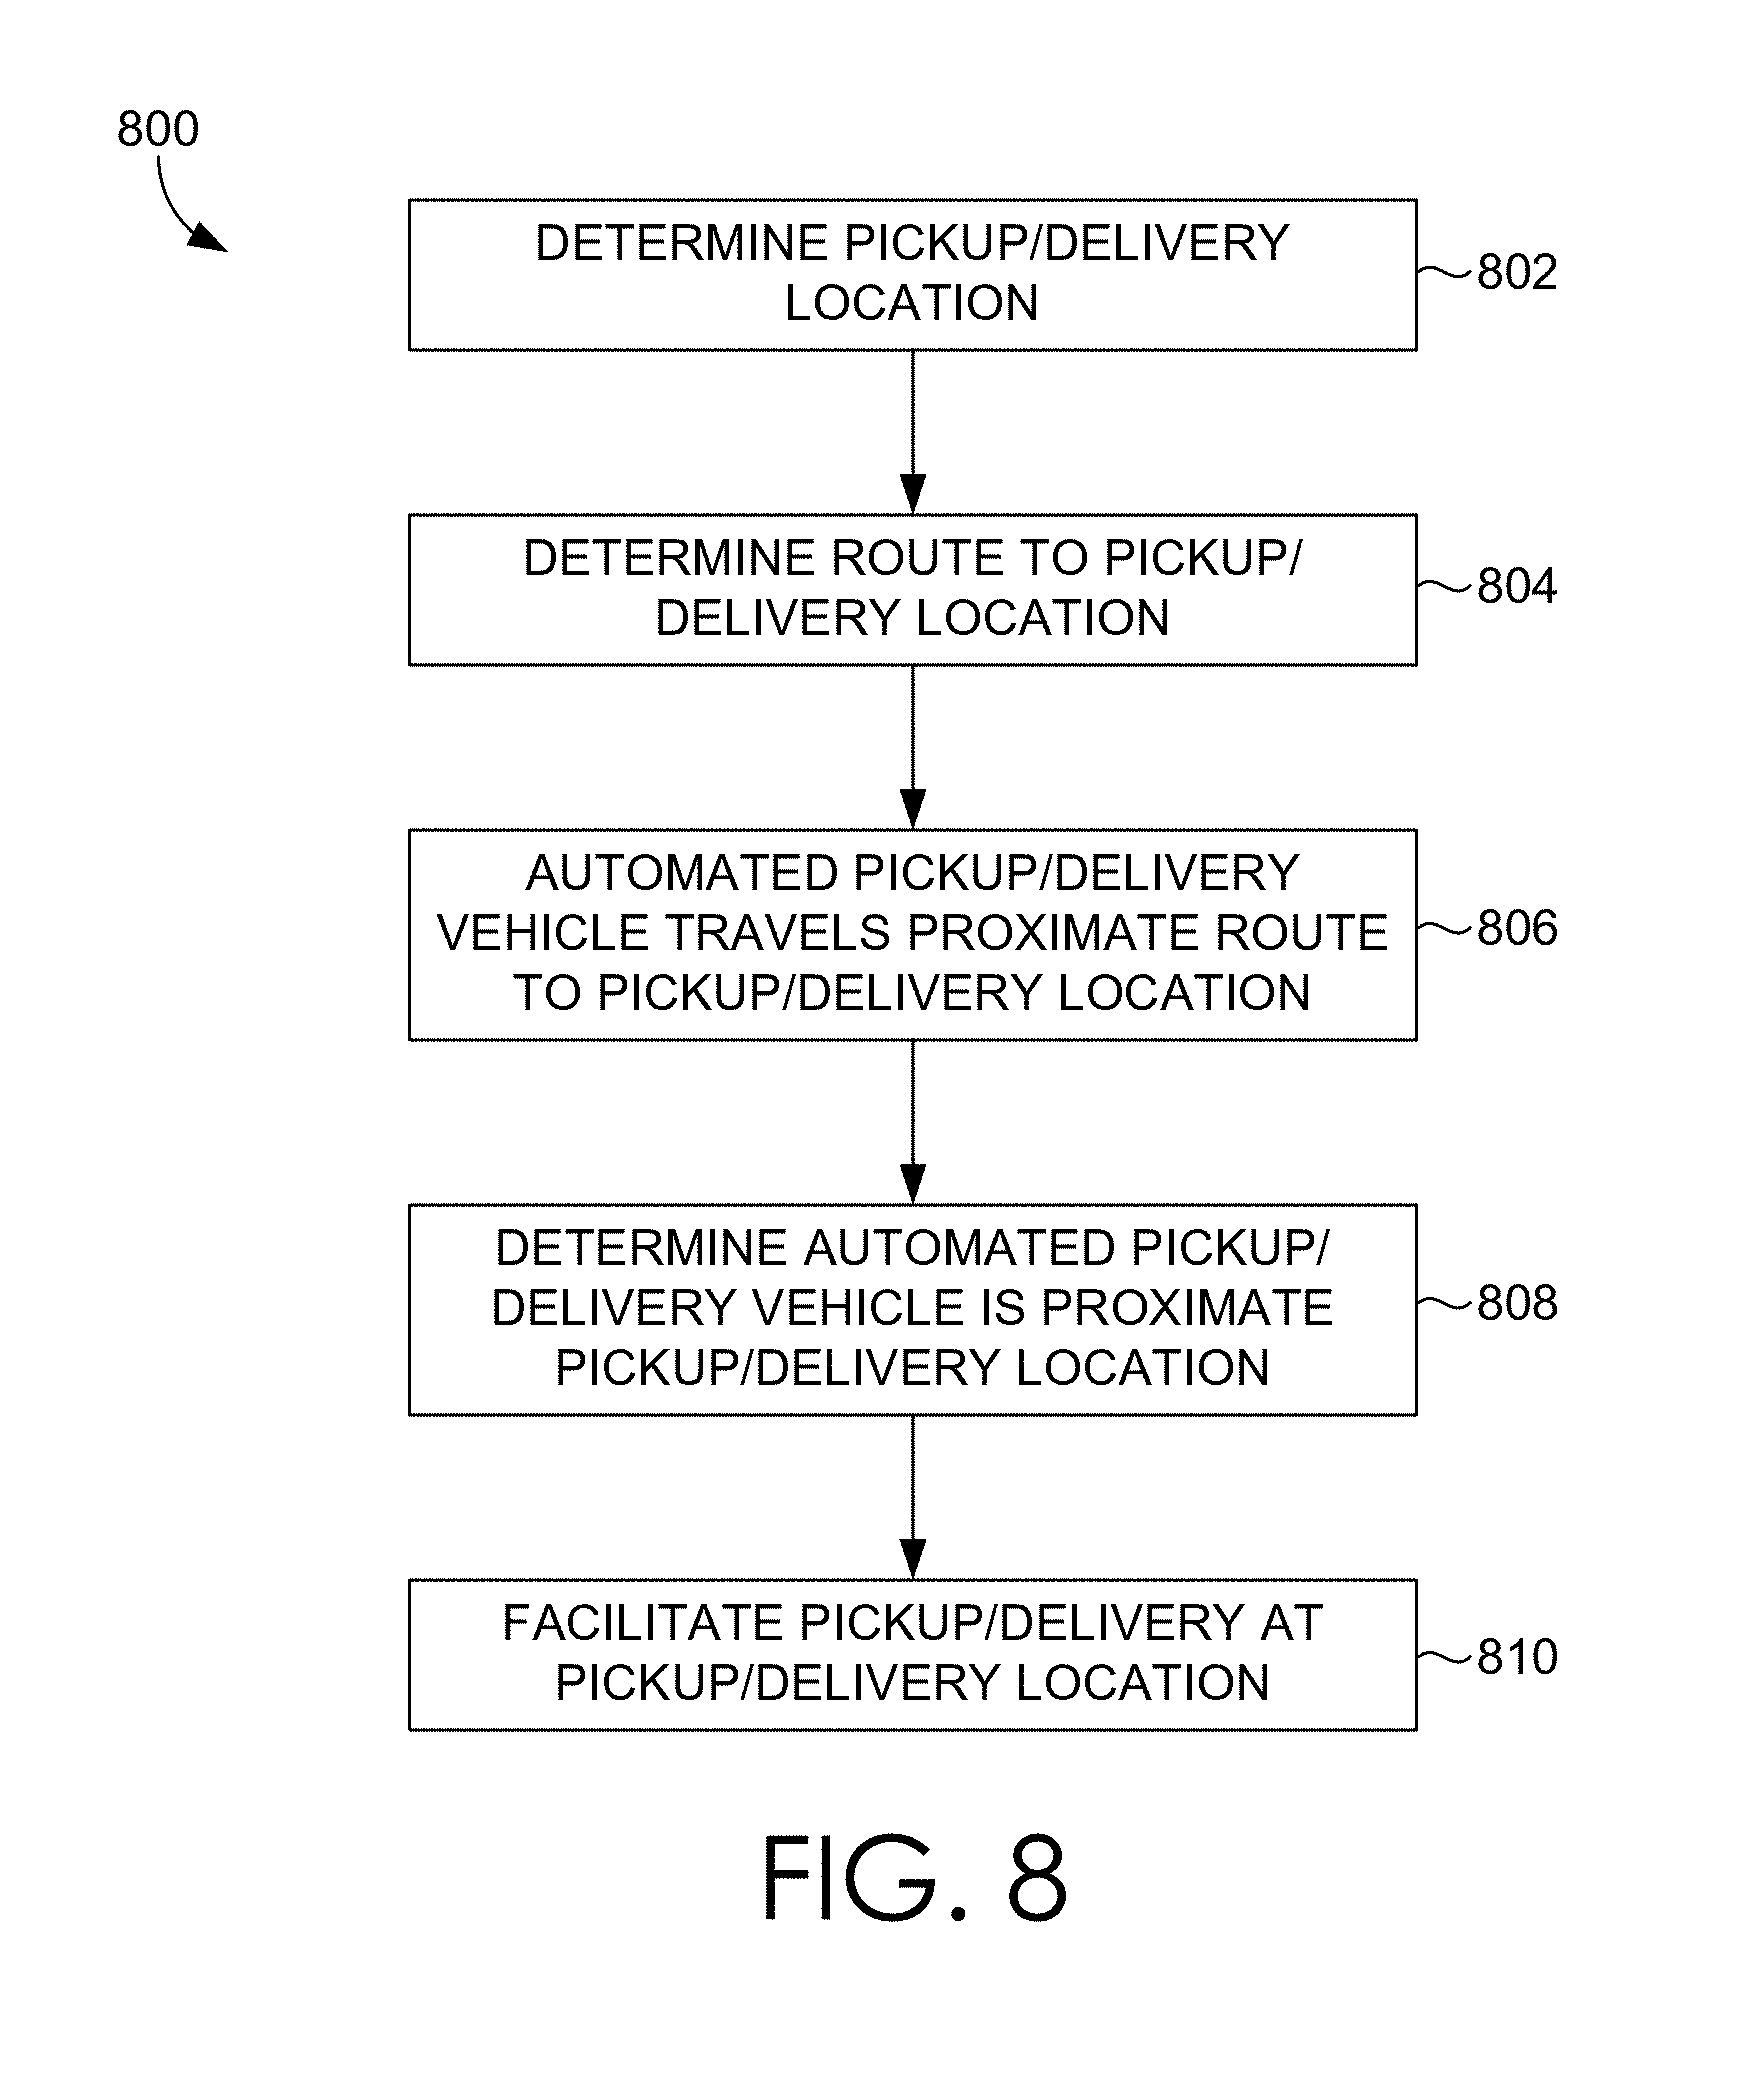 800
DETERMINE PICKUP/DELIVERY
LOCATION
802
DETERMINE ROUTE TO PICKUP/
DELIVERY LOCATION
804
AUTOMATED PICKUP/DELIVERY
VEHICLE TRAVELS PROXIMATE ROUTE
TO PICKUP/DELIVERY LOCATION
806
DETERMINE AUTOMATED PICKUP/
DELIVERY VEHICLE IS PROXIMATE
PICKUP/DELIVERY LOCATION
808
FACILITATE PICKUP/DELIVERY AT
PICKUP/DELIVERY LOCATION
810
FIG. 8